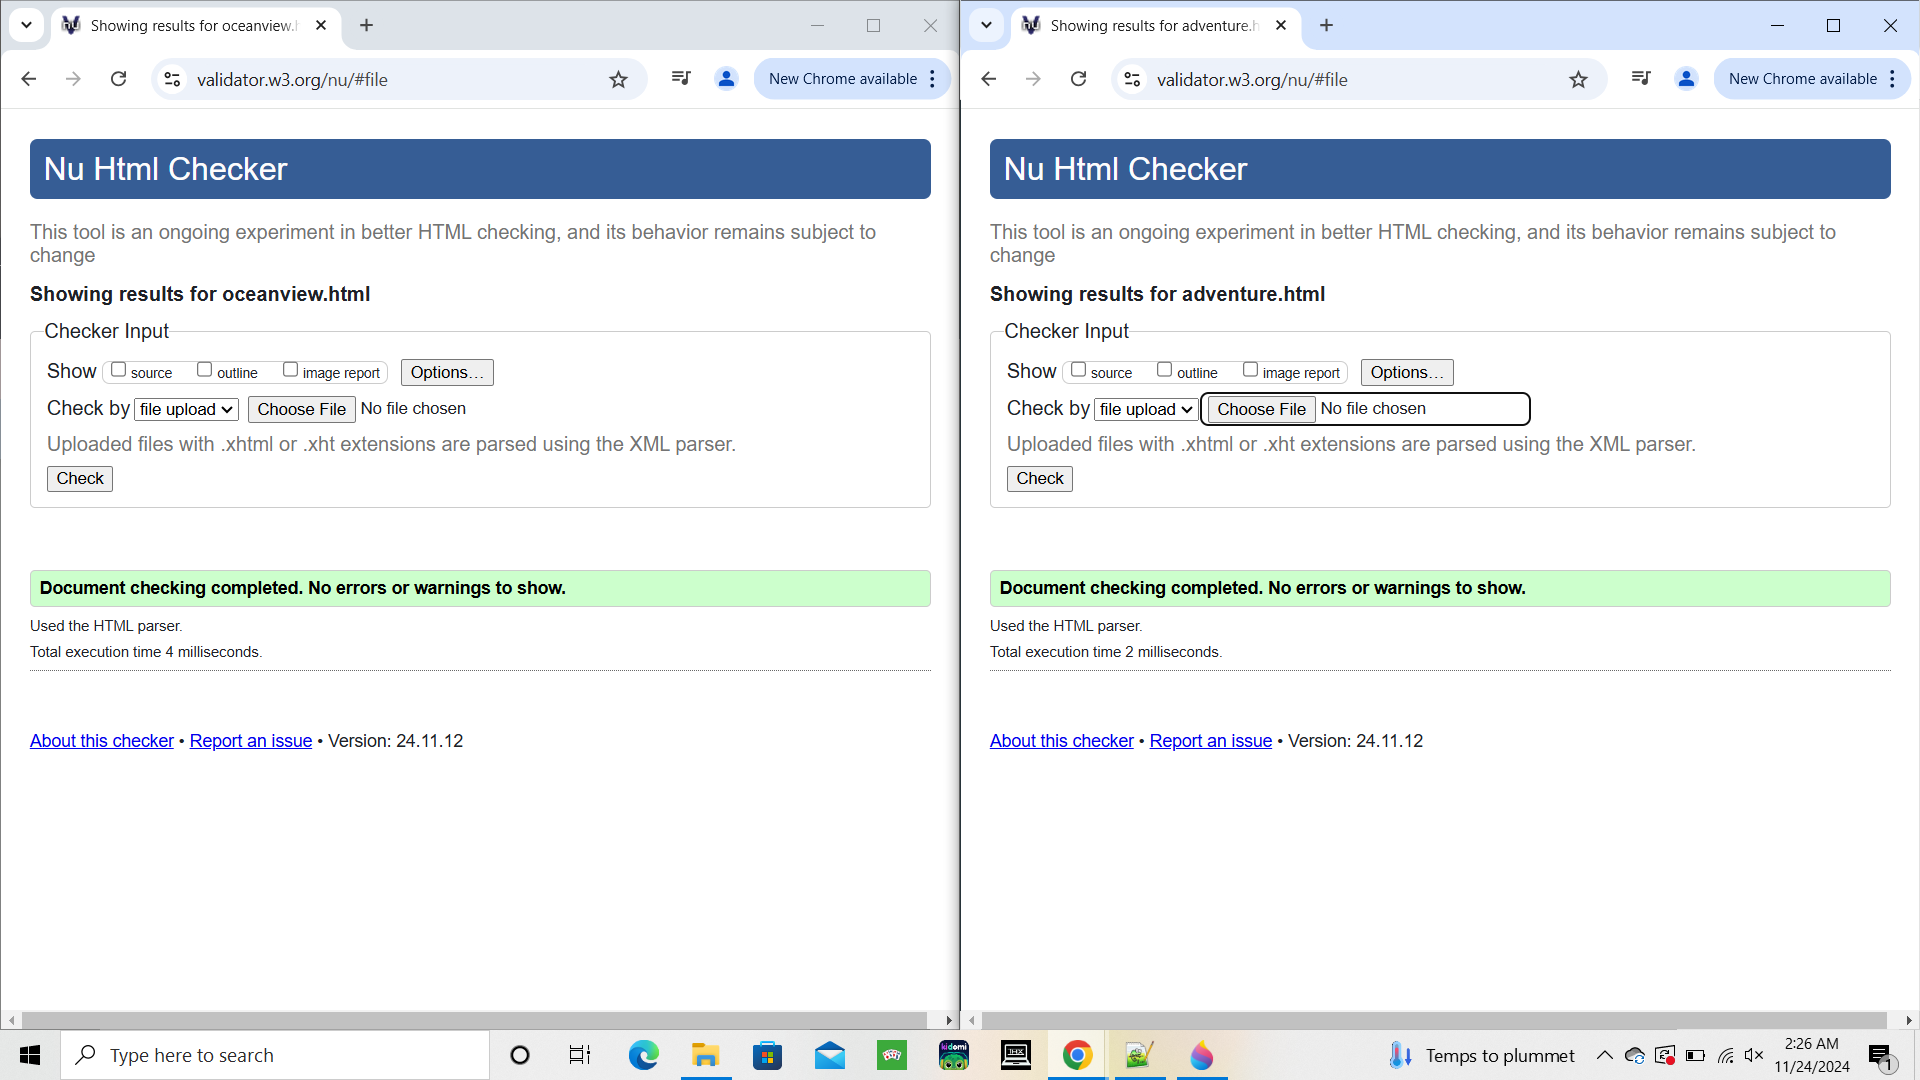 Showing results for oceanview.h
validator.w3.org/nu/#file
New Chrome available
Nu Html Checker
This tool is an ongoing experiment in better HTML checking, and its behavior remains subject to
change
Showing results for oceanview.html
Checker Input
Show source outline image report Options...
Check by file upload Choose File No file chosen
Uploaded files with .xhtml or .xht extensions are parsed using the XML parser.
Check
Document checking completed. No errors or warnings to show.
Used the HTML parser.
Total execution time 4 milliseconds.
About this checker • Report an issue • Version: 24.11.12
Showing results for adventure.h
validator.w3.org/nu/#file
New Chrome available
Nu Html Checker
This tool is an ongoing experiment in better HTML checking, and its behavior remains subject to
change
Showing results for adventure.html
Checker Input
Show source outline image report Options...
Check by file upload Choose File No file chosen
Uploaded files with .xhtml or .xht extensions are parsed using the XML parser.
Check
Document checking completed. No errors or warnings to show.
Used the HTML parser.
Total execution time 2 milliseconds.
About this checker • Report an issue • Version: 24.11.12
Type here to search
kidomi
THX
Temps to plummet
2:26 AM
11/24/2024
1